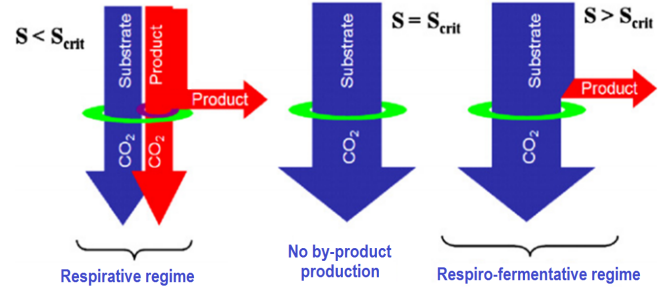 S < Scrit
Substrate
Product
Product
CO2
CO2
S = Scrit
Substrate
CO2
S > Scrit
Substrate
Product
CO2
Respirative regime
No by-product
production
Respiro-fermentative regime